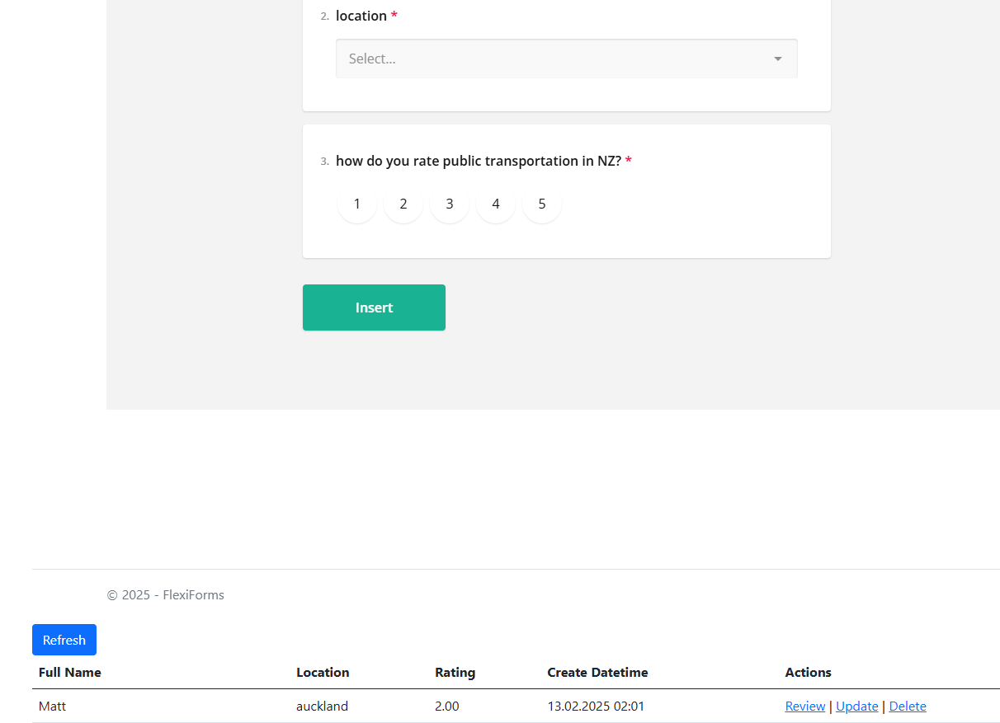 2. location *
Select...
3. how do you rate public transportation in NZ? *
1 2 3 4 5
Insert
© 2025 - FlexiForms
Refresh
Full Name Location Rating Create Datetime Actions
Matt auckland 2.00 13.02.2025 02:01 Review | Update | Delete